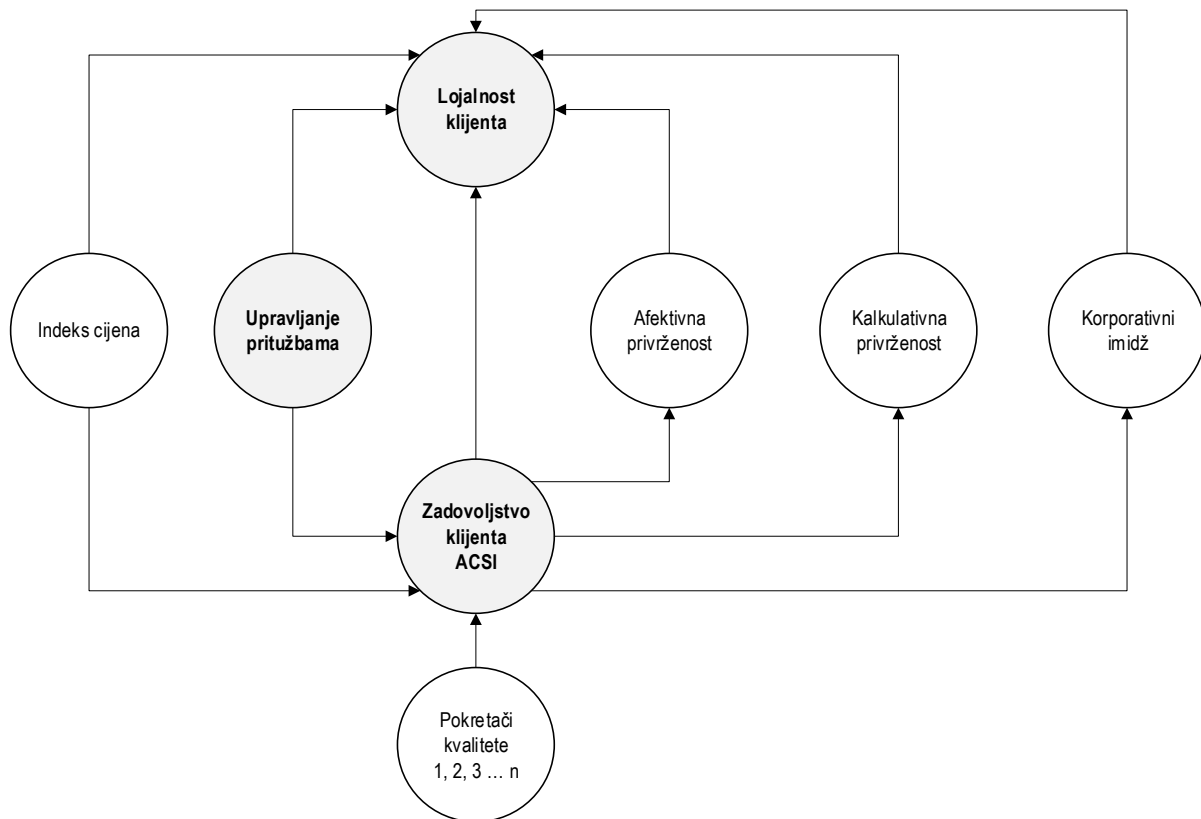 Lojalnost
klijenta
Indeks cijena
Upravljanje
pritužbama
Afektivna
privrženost
Kalkulativna
privrženost
Korporativni
imidž
Zadovoljstvo
klijenta
ACSI
Pokretači
kvalitete
1, 2, 3 … n